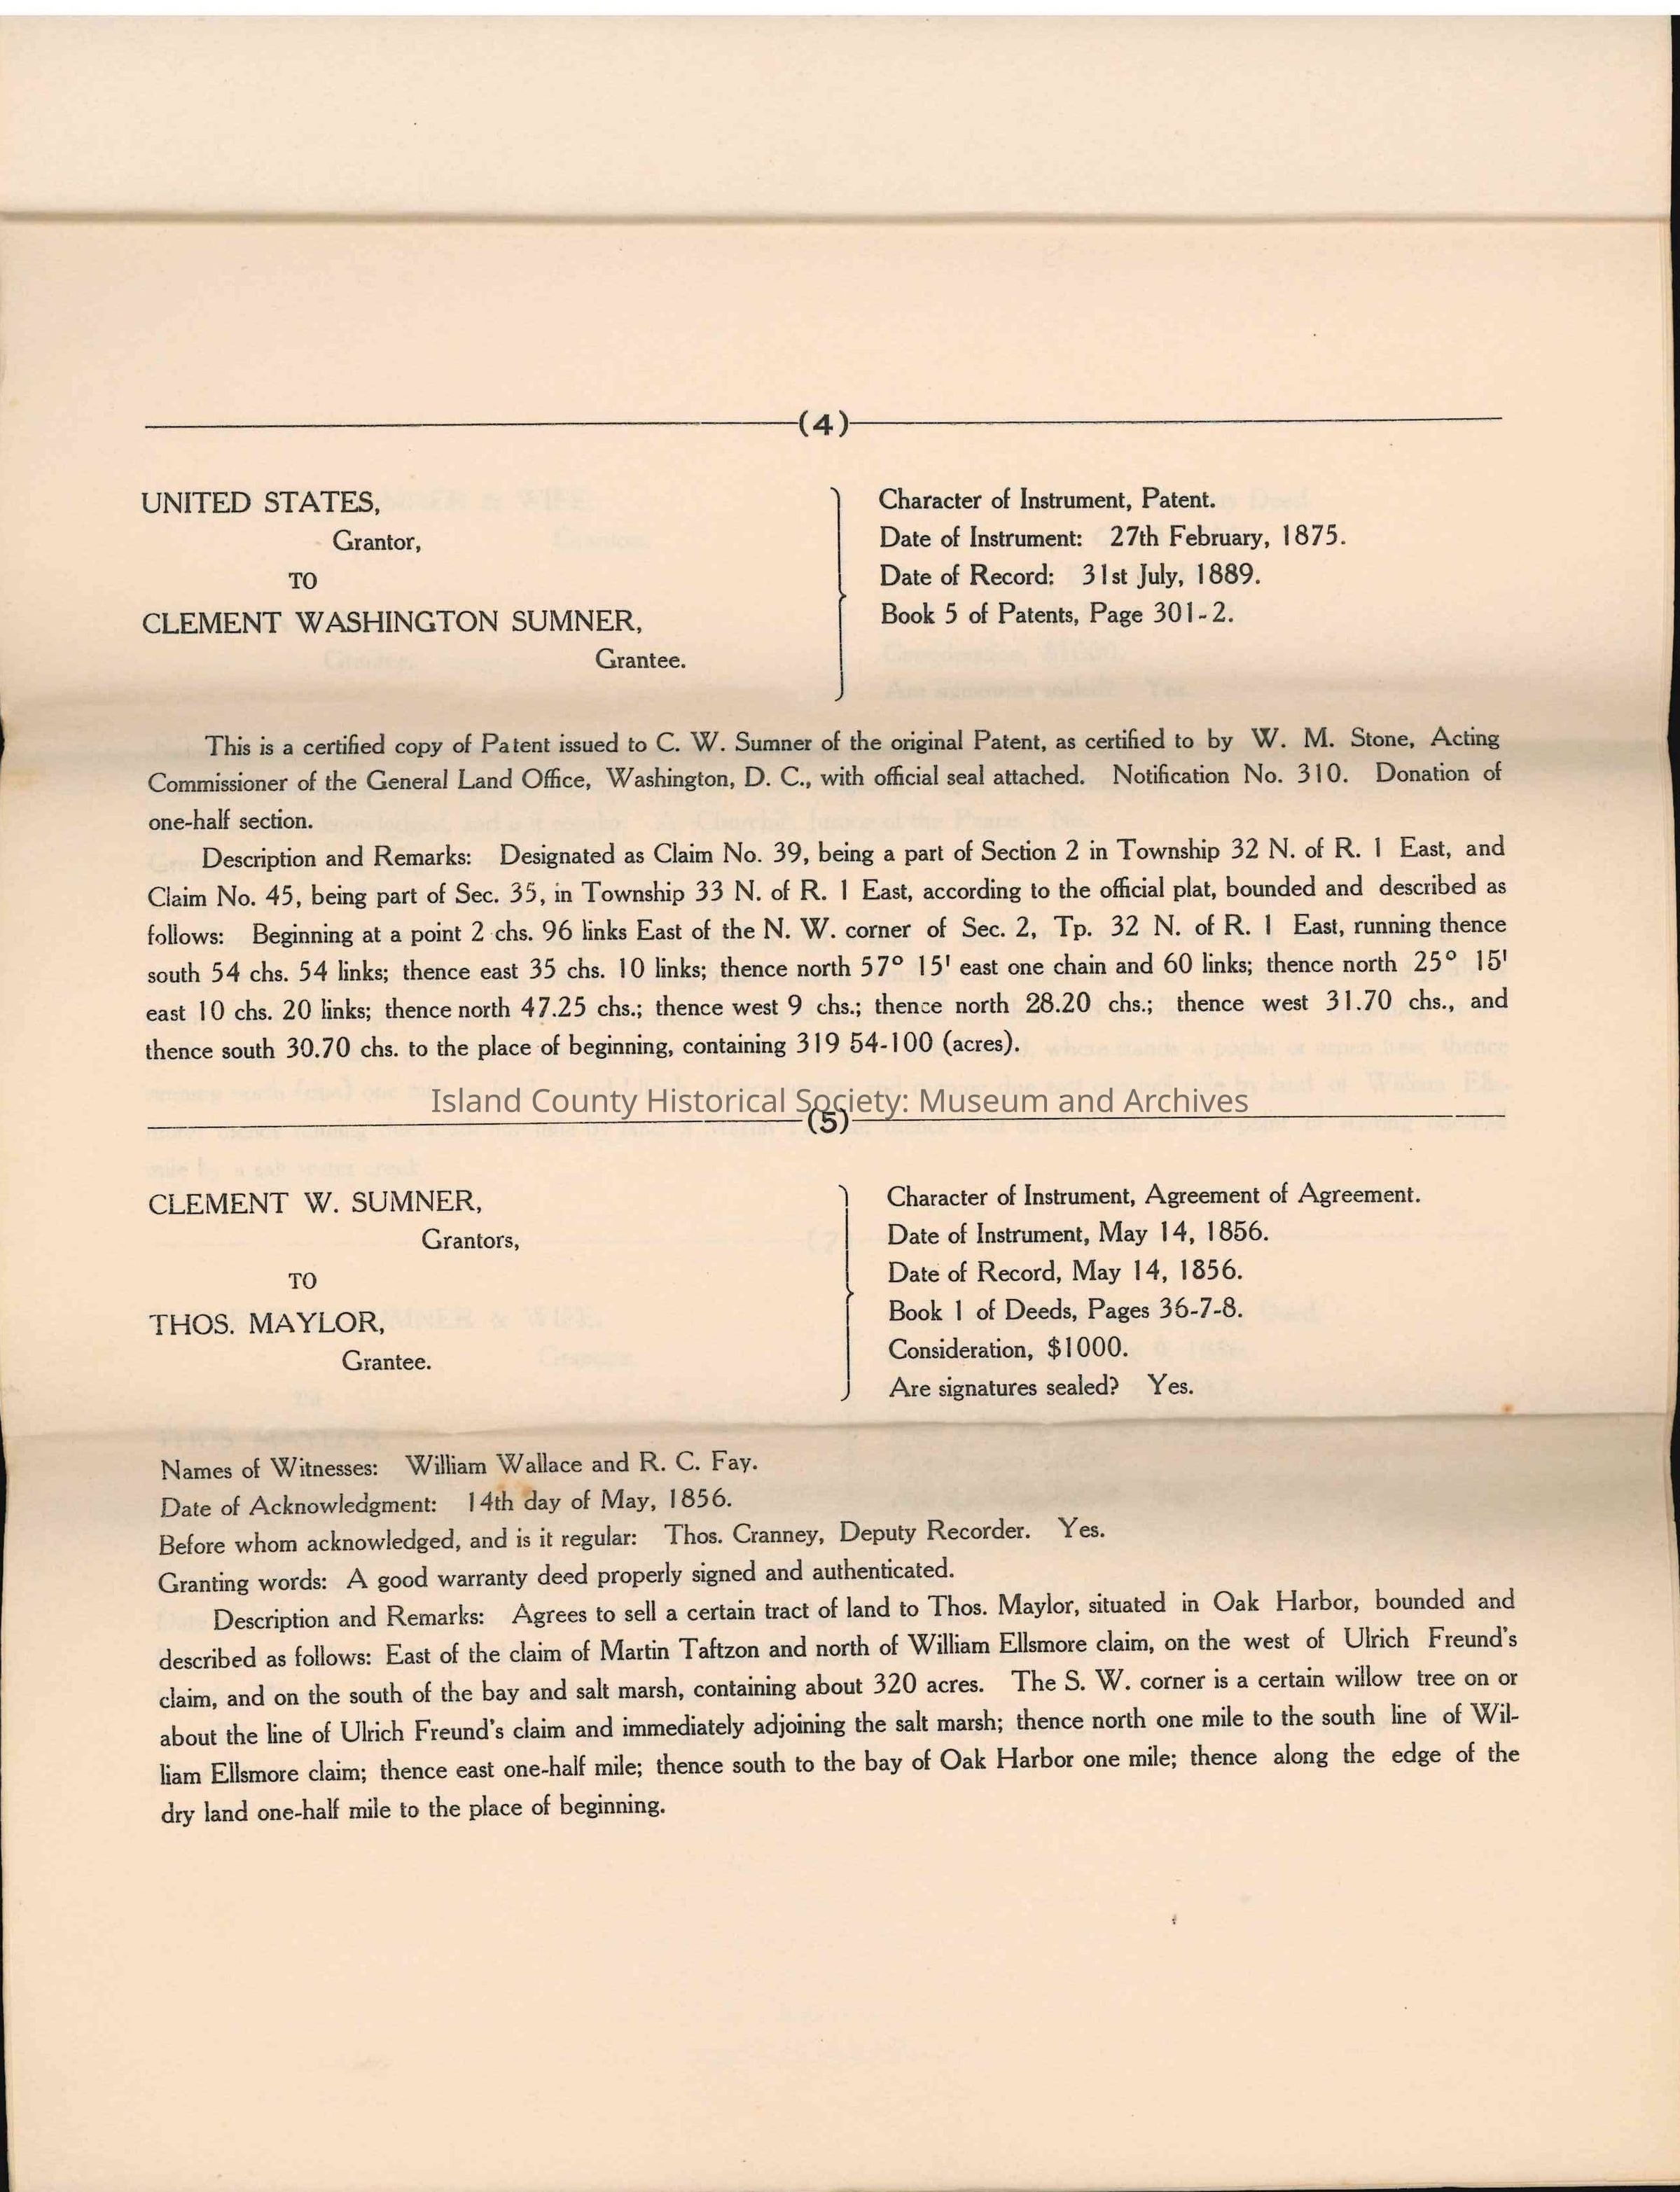 (4)
UNITED STATES,
Grantor,
TO
CLEMENT WASHINGTON SUMNER,
Grantee.
Character of Instrument, Patent.
Date of Instrument: 27th February, 1875.
Date of Record: 31st July, 1889.
Book 5 of Patents, Page 301-2.
This is a certified copy of Patent issued to C. W. Sumner of the original Patent, as certified to by W. M. Stone, Acting
Commissioner of the General Land Office, Washington, D. C., with official seal attached. Notification No. 310. Donation of
one-half section.
Description and Remarks: Designated as Claim No. 39, being a part of Section 2 in Township 32 N. of R. 1 East, and
Claim No. 45, being part of Sec. 35, in Township 33 N. of R. 1 East, according to the official plat, bounded and described as
follows: Beginning at a point 2 chs. 96 links East of the N. W. corner of Sec. 2, Tp. 32 N. of R. 1 East, running thence
south 54 chs. 54 links; thence east 35 chs. 10 links; thence north 57° 15' east one chain and 60 links; thence north 25° 15'
east 10 chs. 20 links; thence north 47.25 chs.; thence west 9 chs.; thence north 28.20 chs.; thence west 31.70 chs., and
thence south 30.70 chs. to the place of beginning, containing 319 54-100 (acres).
Island County Historical Society: Museum and Archives
(5)
CLEMENT W. SUMNER,
Grantors,
TO
THOS. MAYLOR,
Grantee.
Character of Instrument, Agreement of Agreement.
Date of Instrument, May 14, 1856.
Date of Record, May 14, 1856.
Book 1 of Deeds, Pages 36-7-8.
Consideration, $1000.
Are signatures sealed? Yes.
Names of Witnesses: William Wallace and R. C. Fay.
Date of Acknowledgment: 14th day of May, 1856.
Before whom acknowledged, and is it regular: Thos. Cranney, Deputy Recorder. Yes.
Granting words: A good warranty deed properly signed and authenticated.
Description and Remarks: Agrees to sell a certain tract of land to Thos. Maylor, situated in Oak Harbor, bounded and
described as follows: East of the claim of Martin Taftzon and north of William Ellsmore claim, on the west of Ulrich Freund's
claim, and on the south of the bay and salt marsh, containing about 320 acres. The S. W. corner is a certain willow tree on or
about the line of Ulrich Freund's claim and immediately adjoining the salt marsh; thence north one mile to the south line of Wil-
liam Ellsmore claim; thence east one-half mile; thence south to the bay of Oak Harbor one mile; thence along the edge of the
dry land one-half mile to the place of beginning.